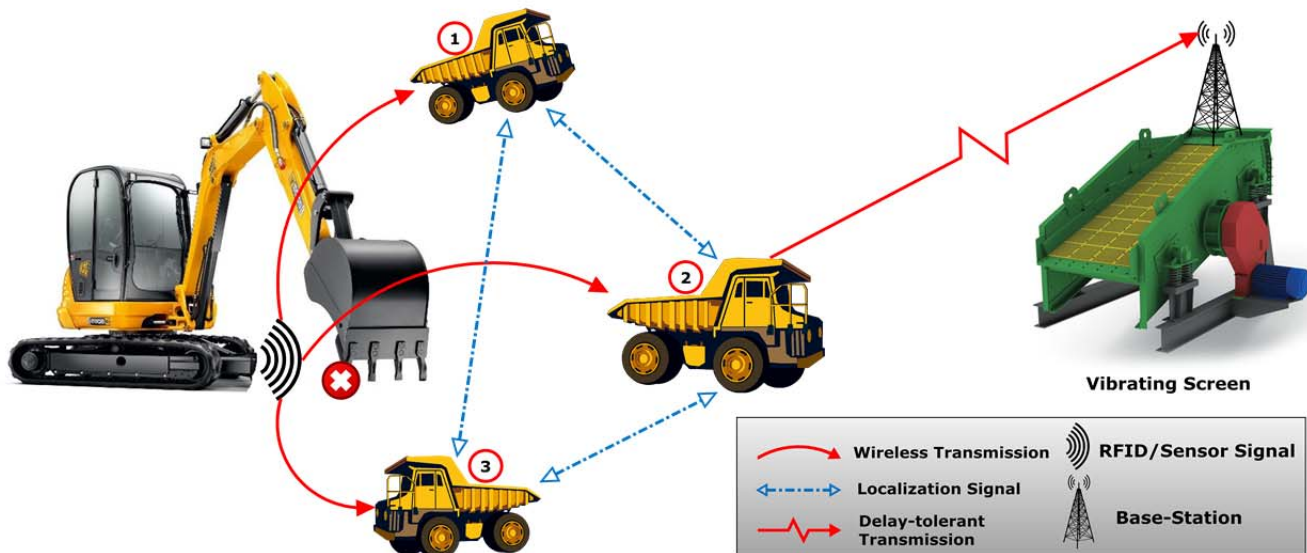 1
2
3
Vibrating Screen
Wireless Transmission
RFID/Sensor Signal
Localization Signal
Delay-tolerant
Transmission
Base-Station